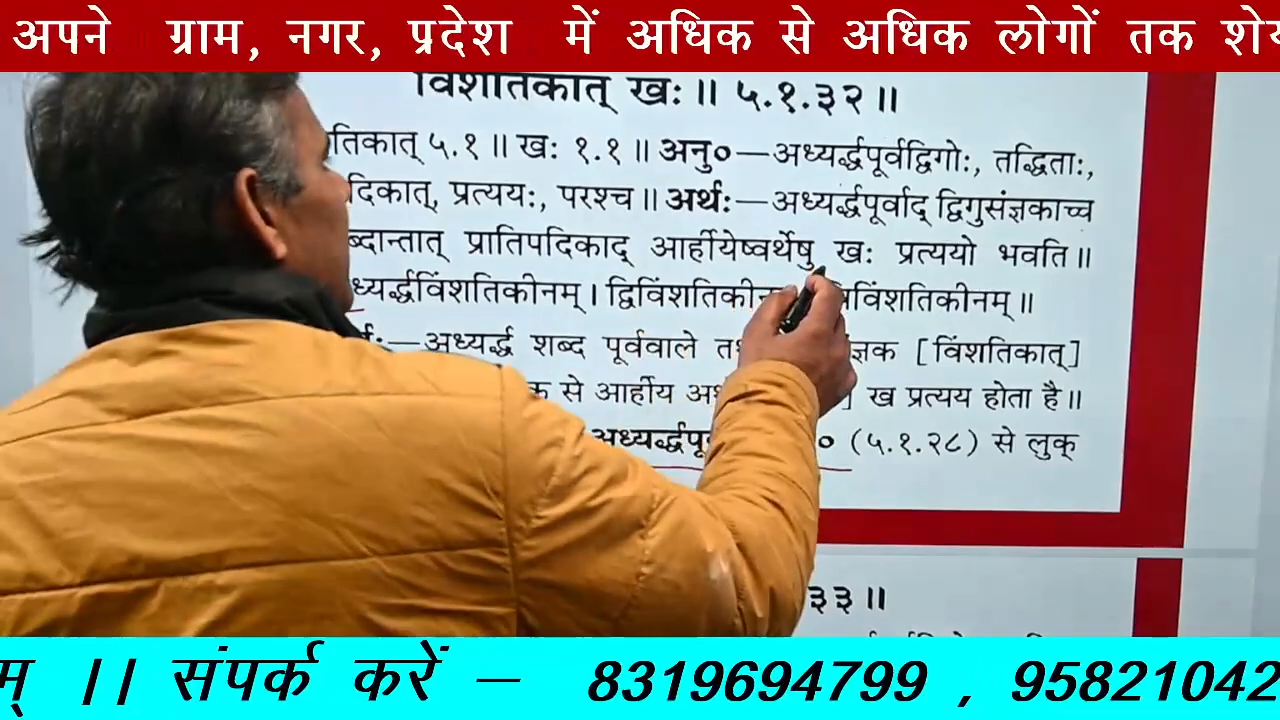 अपने ग्राम, नगर, प्रदेश में अधिक से अधिक लोगों तक
विंशतिकात् खः॥ ५.१.३२॥
तिकात् ५.१॥ खः १.१॥ अनु०—अध्यर्द्धपूर्वद्विगोः, तद्धिताः,
दिकात्, प्रत्ययः, परश्च॥ अर्थः—अध्यर्द्धपूर्वाद् द्विगुसंज्ञकाच्च
ब्दान्तात् प्रातिपदिकाद् आर्हीयेष्वर्थेषु खः प्रत्ययो भवति॥
ध्यर्द्धविंशतिकीनम्। द्विविंशतिकीन विंशतिकीनम्॥
—अध्यर्द्ध शब्द पूर्ववाले ज्ञक [विंशतिकात्]
क से आर्हीय ] ख प्रत्यय होता है॥
अध्यर्द्धपू ० (५.१.२८) से लुक्
३३॥
म् ।। संपर्क करें – 8319694799 , 95821042